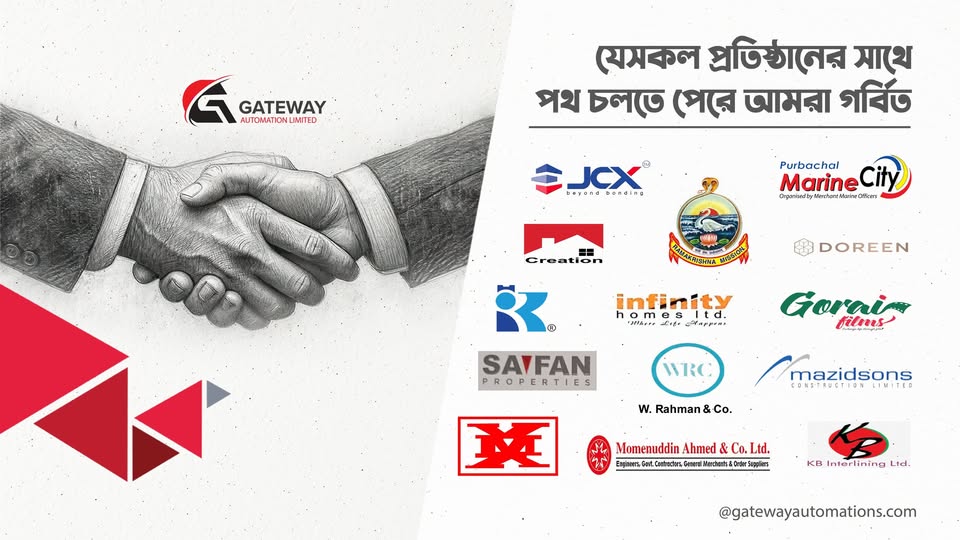 GATEWAY
AUTOMATION LIMITED
যেসকল প্রতিষ্ঠানের সাথে
পথ চলতে পেরে আমরা গর্বিত
JCX
beyond bonding
RAMAKRISHNA MISSION
Purbachal
Marine City
Organised by Merchant Marine Officers
Creation
DOREEN
R ®
infinity
homes ltd.
Where Life Happens
Gorai
films
SAIFAN
PROPERTIES
WRC
W. Rahman & Co.
mazidsons
CONSTRUCTION LIMITED
Momenuddin Ahmed & Co. Ltd.
Engineers, Govt. Contractors, General Merchants & Order Suppliers
KB
KB Interlining Ltd.
@gatewayautomations.com